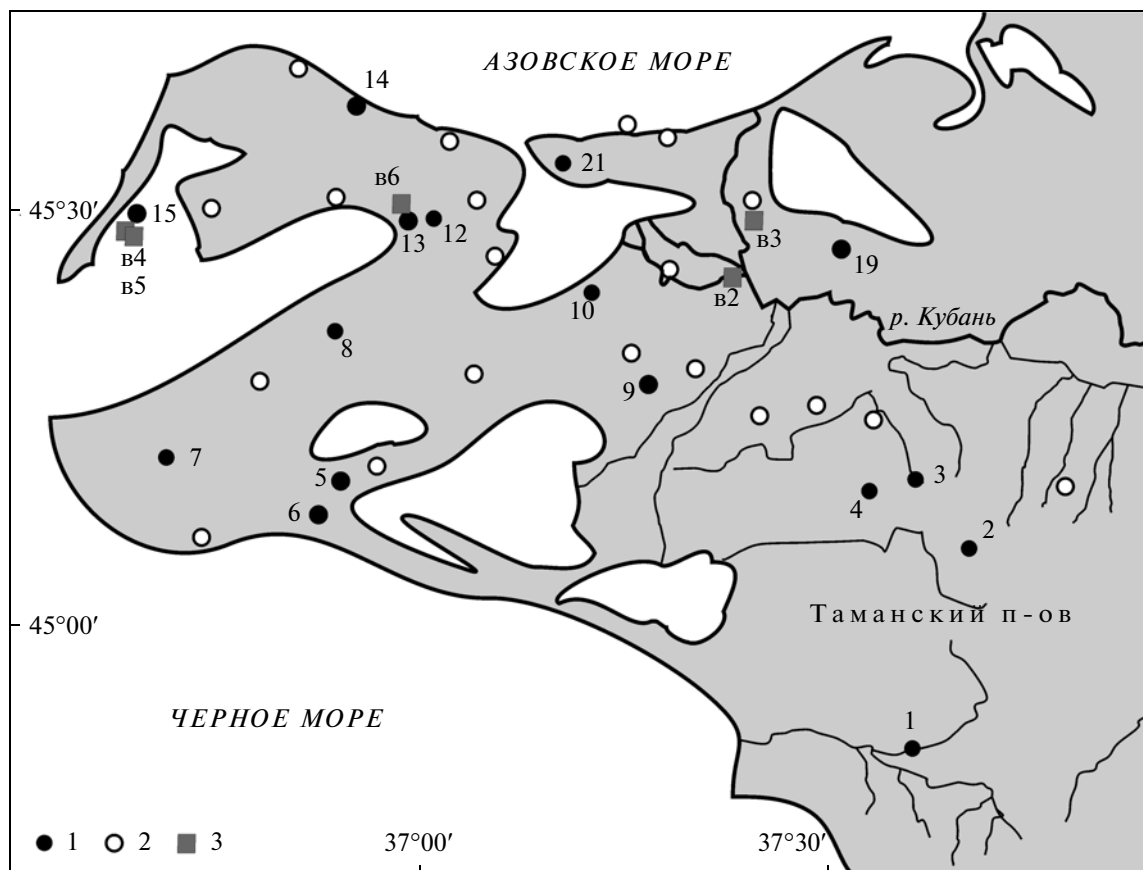 АЗОВСКОЕ МОРЕ
14
21
в6
45°30′
15
13
12
в3
в4
в5
19
в2
10
р. Кубань
8
9
7
5
3
4
6
2
Таманский п-ов
45°00′
ЧЕРНОЕ МОРЕ
1
1 2 3
37°00′
37°30′